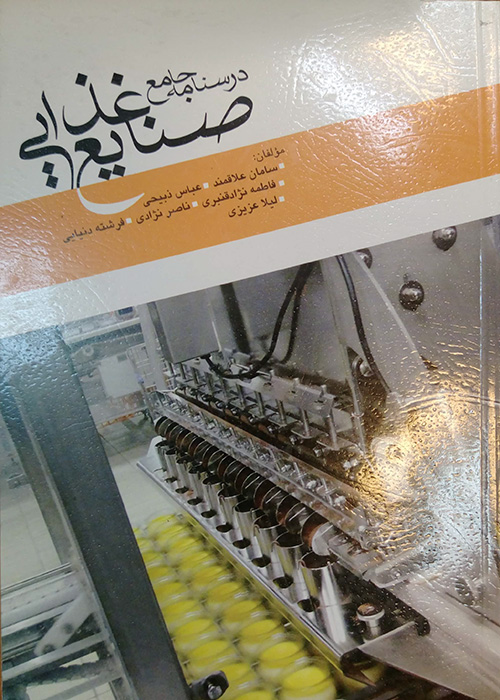 درسنامه جامع
صنایع غذایی
مؤلفان:
▪ سامان علاقمند ▪ عباس ذبیحی
▪ فاطمه نژادقنبری ▪ ناصر نژادی ▪ فرشته دنیایی
▪ لیلا عزیزی